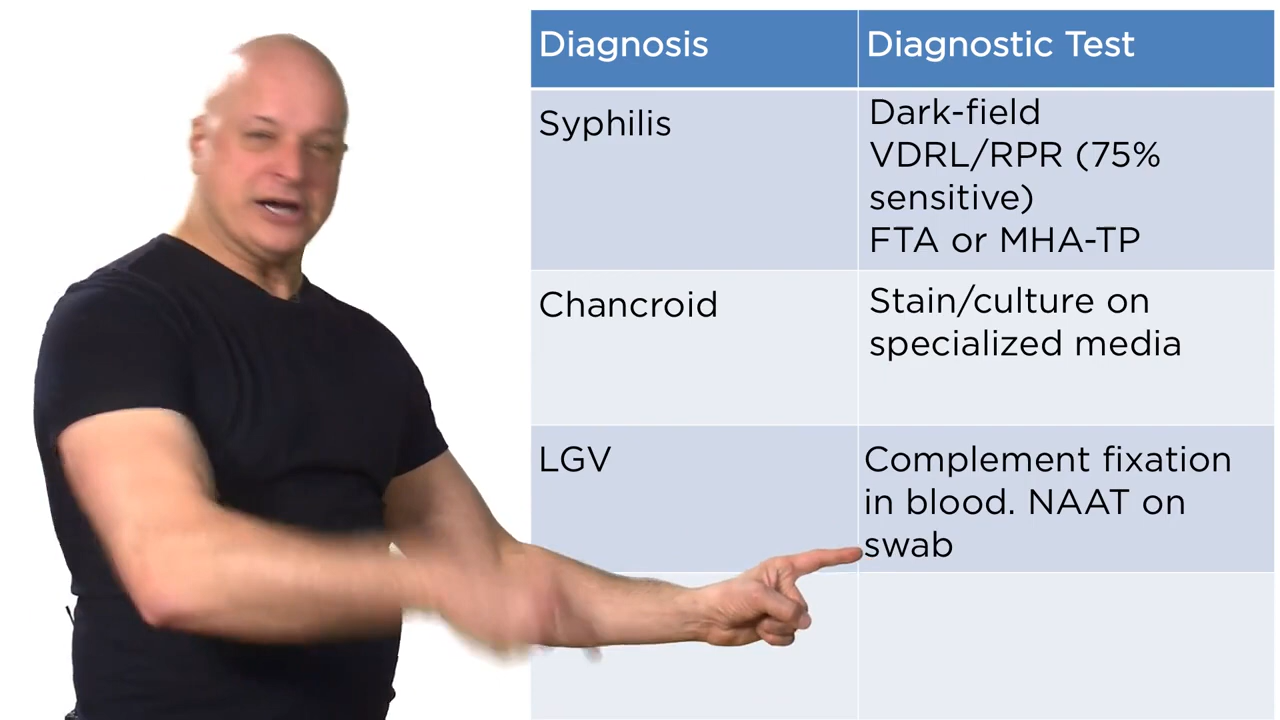 Diagnosis
Diagnostic Test
Syphilis
Dark-field
VDRL/RPR (75%
sensitive)
FTA or MHA-TP
Chancroid
Stain/culture on
specialized media
LGV
Complement fixation
in blood. NAAT on
swab